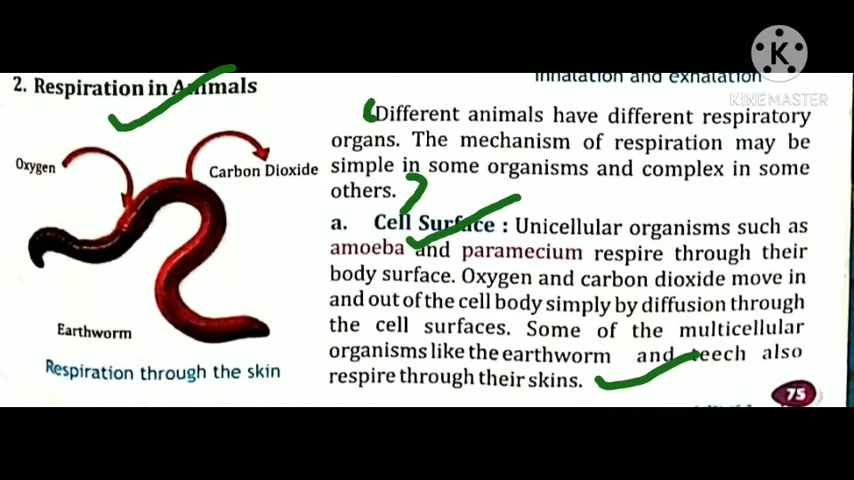 KINEMASTER
inhalation and exhalation
2. Respiration in Animals
Oxygen
Carbon Dioxide
Earthworm
Respiration through the skin
Different animals have different respiratory
organs. The mechanism of respiration may be
simple in some organisms and complex in some
others.
a. Cell Surface : Unicellular organisms such as
amoeba and paramecium respire through their
body surface. Oxygen and carbon dioxide move in
and out of the cell body simply by diffusion through
the cell surfaces. Some of the multicellular
organisms like the earthworm and leech also
respire through their skins.
75